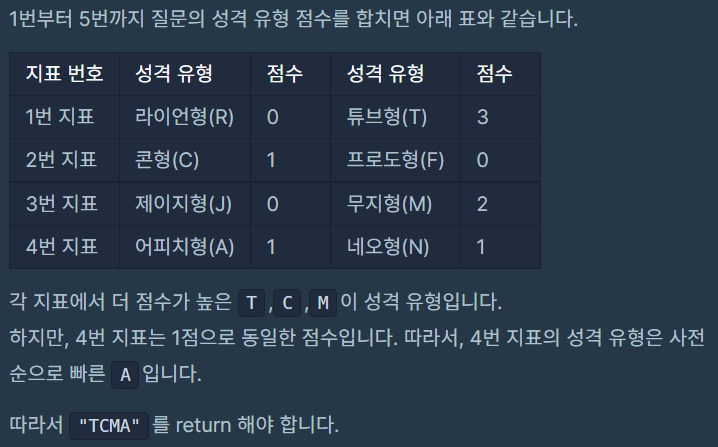 1번부터 5번까지 질문의 성격 유형 점수를 합치면 아래 표와 같습니다.
지표 번호 성격 유형 점수 성격 유형 점수
1번 지표 라이언형(R) 0 튜브형(T) 3
2번 지표 콘형(C) 1 프로도형(F) 0
3번 지표 제이지형(J) 0 무지형(M) 2
4번 지표 어피치형(A) 1 네오형(N) 1
각 지표에서 더 점수가 높은 T ,C ,M 이 성격 유형입니다.
하지만, 4번 지표는 1점으로 동일한 점수입니다. 따라서, 4번 지표의 성격 유형은 사전
순으로 빠른 A 입니다.
따라서 "TCMA" 를 return 해야 합니다.